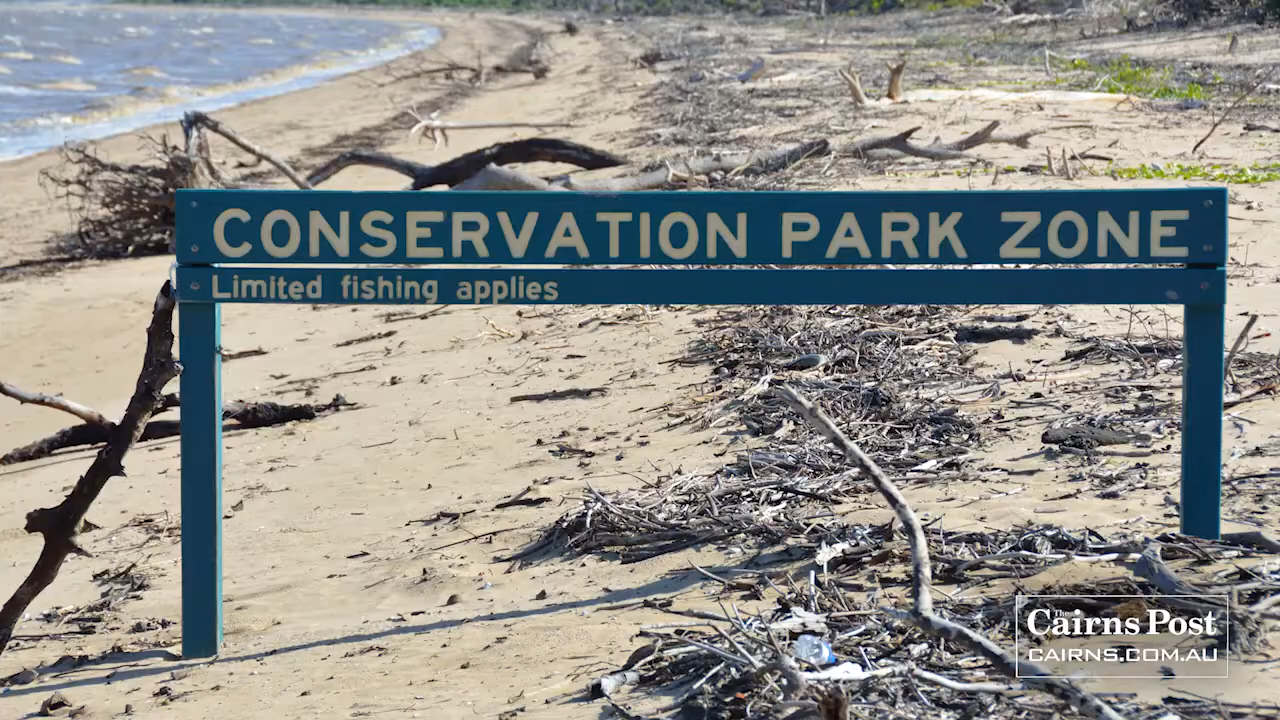 CONSERVATION PARK ZONE
Limited fishing applies
The Cairns Post
CAIRNS.COM.AU